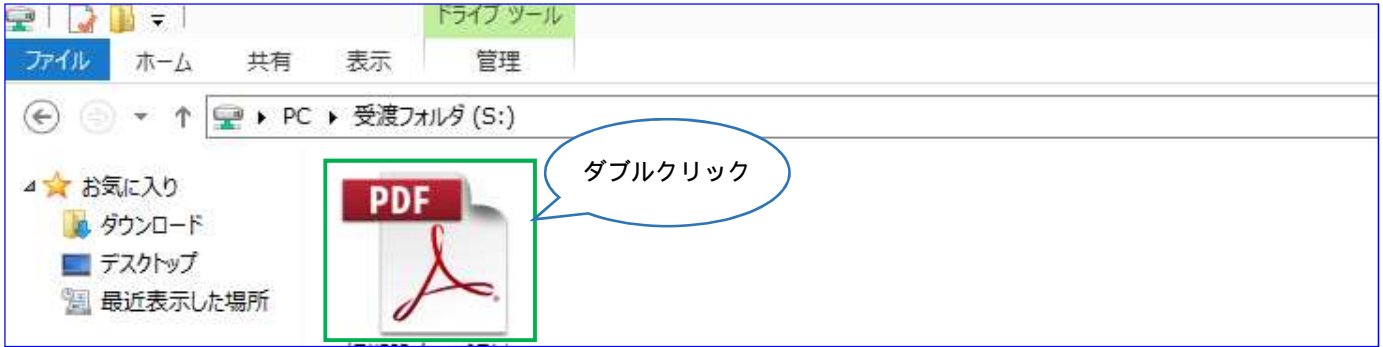 ドライブ ツール
ファイル ホーム 共有 表示 管理
PC 受渡フォルダ (S:)
ダブルクリック
お気に入り
PDF
ダウンロード
デスクトップ
最近表示した場所